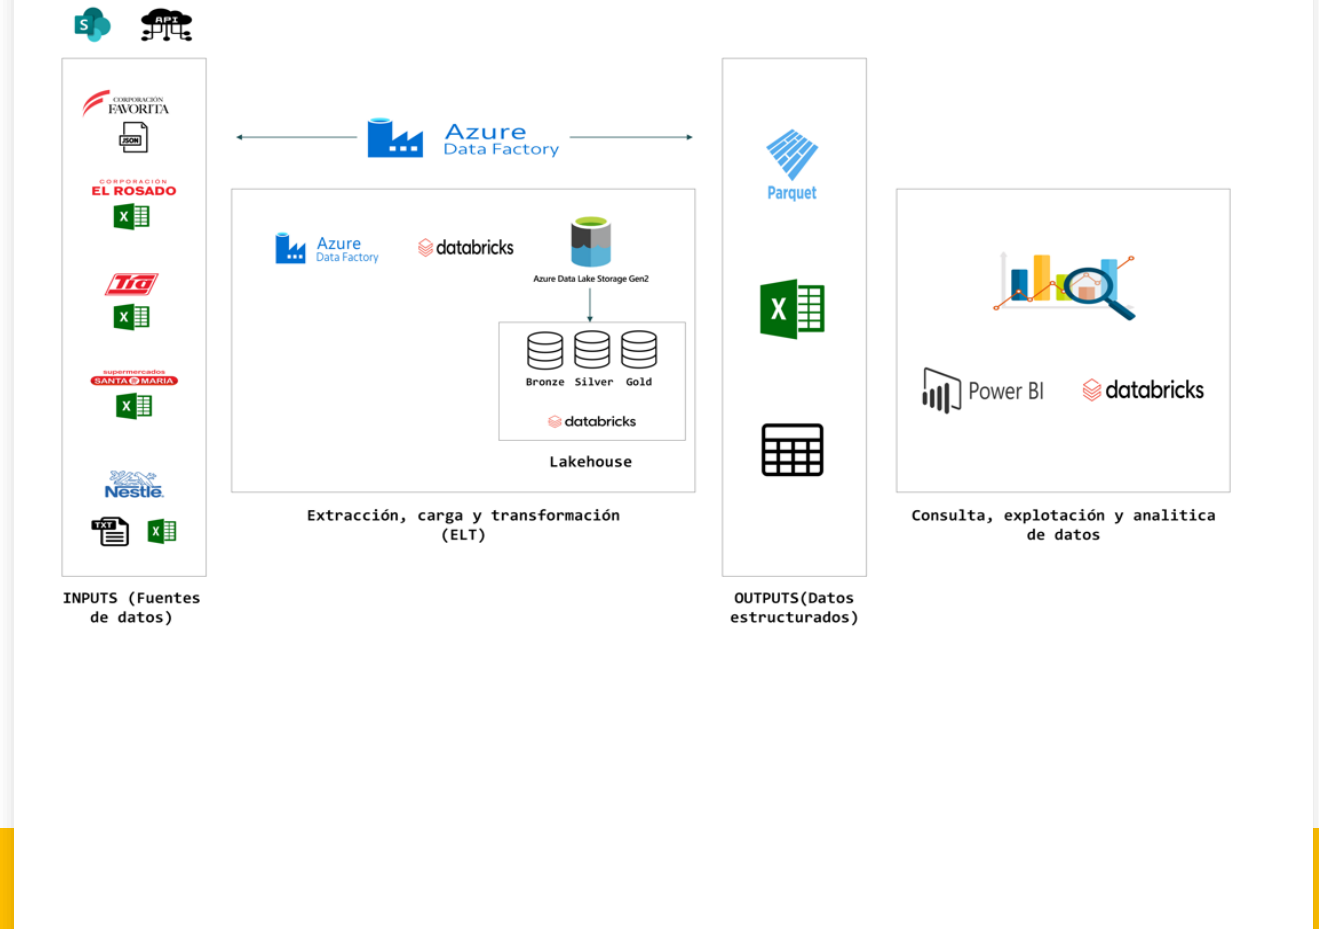 S
API
CORPORACIÓN
FAVORITA
JSON
CORPORACIÓN
EL ROSADO
X
Tía
X
supermercados
SANTA MARIA
X
Nestlé
TXT
X
INPUTS (Fuentes
de datos)
Azure
Data Factory
Azure
Data Factory
databricks
Azure Data Lake Storage Gen2
Bronze Silver Gold
databricks
Lakehouse
Extracción, carga y transformación
(ELT)
Parquet
X
OUTPUTS(Datos
estructurados)
Power BI
databricks
Consulta, explotación y analitica
de datos